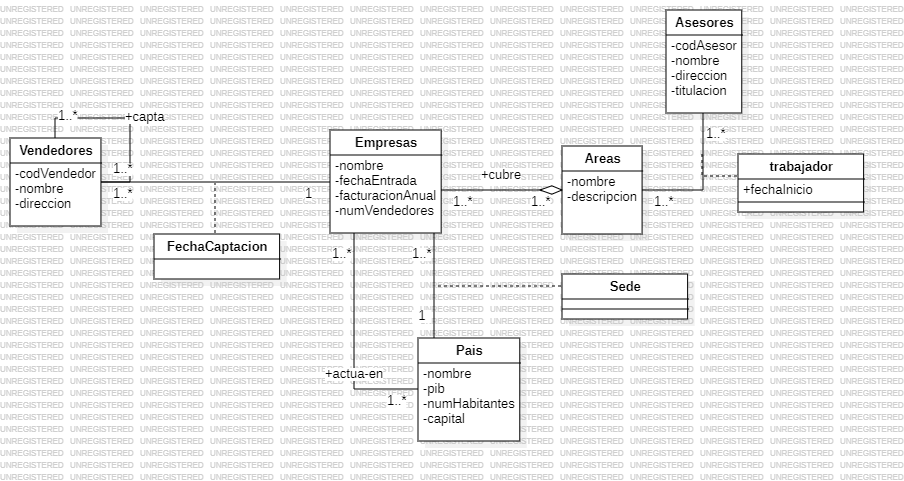 Asesores
-codAsesor
-nombre
-direccion
-titulacion
1..*
+capta
1..*
Vendedores
-codVendedor
-nombre
-direccion
1..*
1..*
1
Empresas
-nombre
-fechaEntrada
-facturacionAnual
-numVendedores
+cubre
1..*
1..*
Areas
-nombre
-descripcion
1..*
trabajador
+fechaInicio
FechaCaptacion
1..*
1..*
Sede
1
Pais
-nombre
-pib
-numHabitantes
-capital
+actua-en
1..*
UNREGISTERED